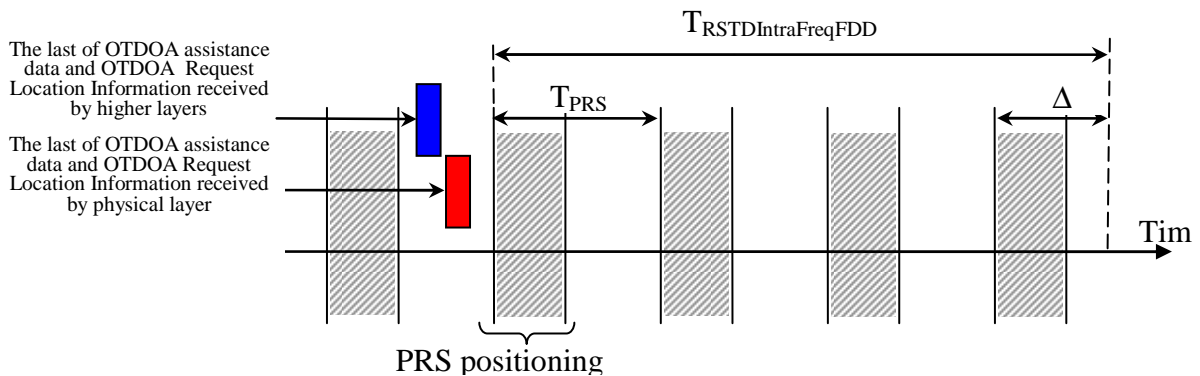 T_RSTDIntraFreqFDD
The last of OTDOA assistance
data and OTDOA Request
Location Information received
by higher layers
T_PRS
Δ
The last of OTDOA assistance
data and OTDOA Request
Location Information received
by physical layer
Tim
PRS positioning